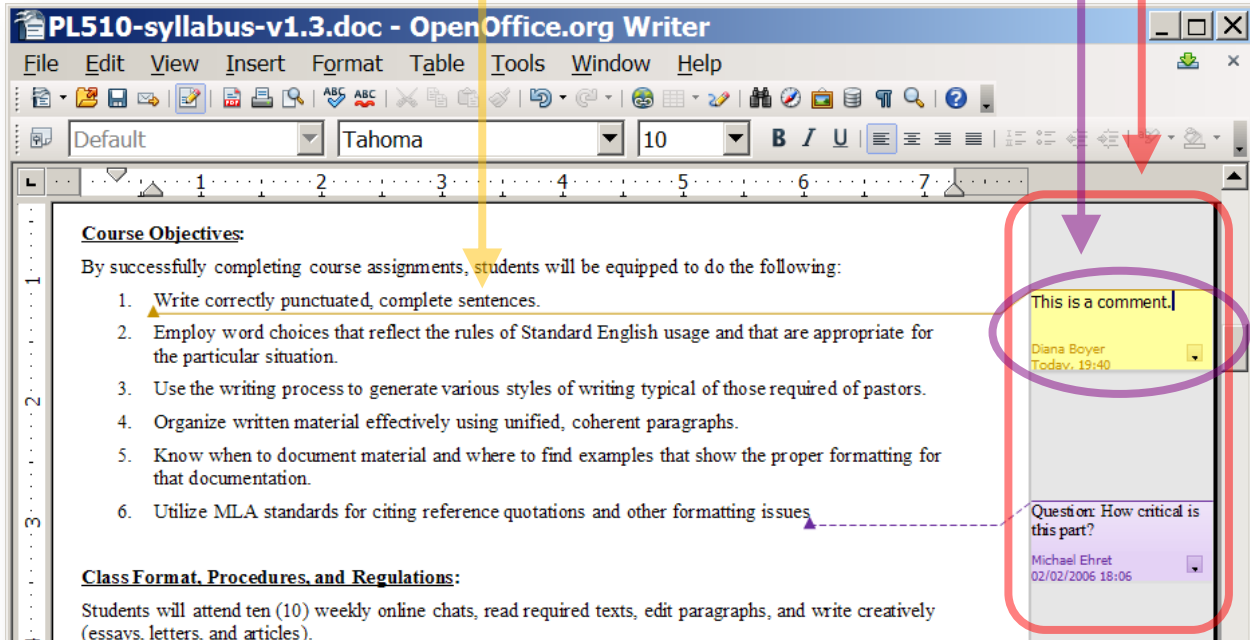 PL510-syllabus-v1.3.doc - OpenOffice.org Writer
File Edit View Insert Format Table Tools Window Help
ABC ABC
Default Tahoma 10 B I U
1 2 3 4 5 6 7
Course Objectives:
By successfully completing course assignments, students will be equipped to do the following:
1. Write correctly punctuated, complete sentences.
2. Employ word choices that reflect the rules of Standard English usage and that are appropriate for
the particular situation.
3. Use the writing process to generate various styles of writing typical of those required of pastors.
4. Organize written material effectively using unified, coherent paragraphs.
5. Know when to document material and where to find examples that show the proper formatting for
that documentation.
6. Utilize MLA standards for citing reference quotations and other formatting issues
Class Format, Procedures, and Regulations:
Students will attend ten (10) weekly online chats, read required texts, edit paragraphs, and write creatively
(essays, letters, and articles).
This is a comment.
Diana Boyer
Today, 19:40
Question: How critical is
this part?
Michael Ehret
02/02/2006 18:06
1
2
3